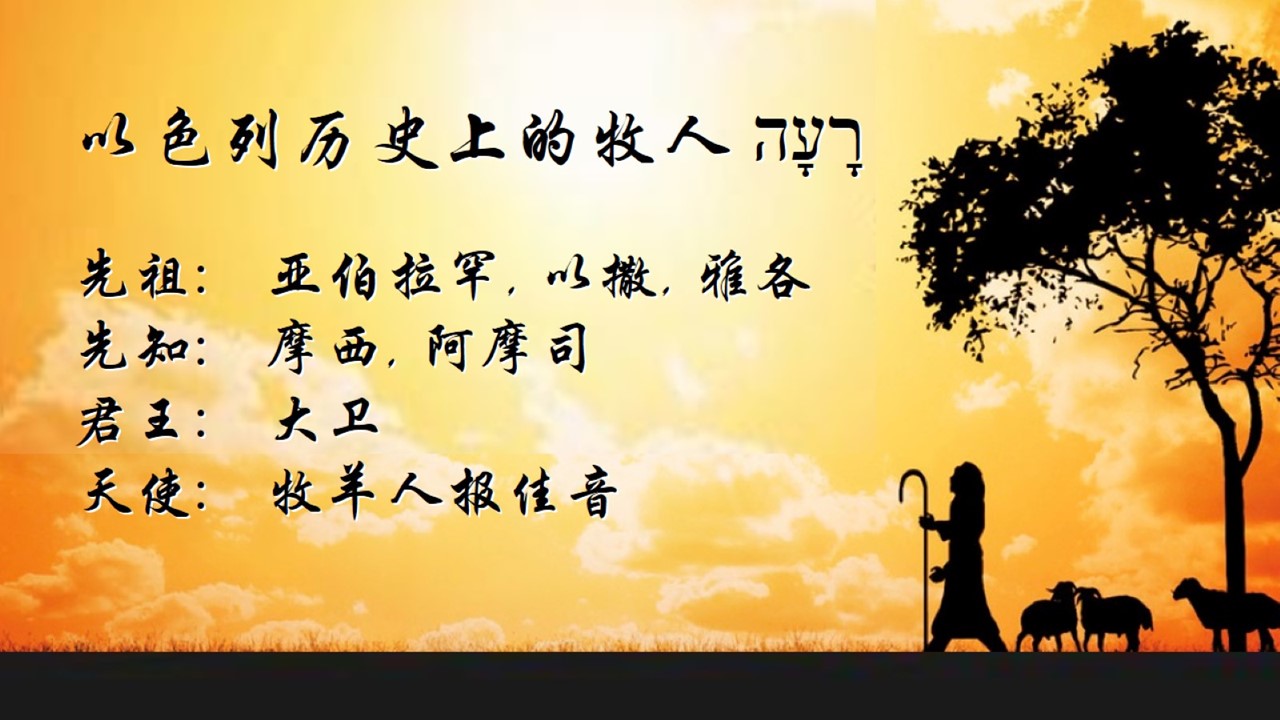 以色列历史上的牧人 רָעָה
先祖: 亚伯拉罕, 以撒, 雅各
先知: 摩西, 阿摩司
君王: 大卫
天使: 牧羊人报佳音